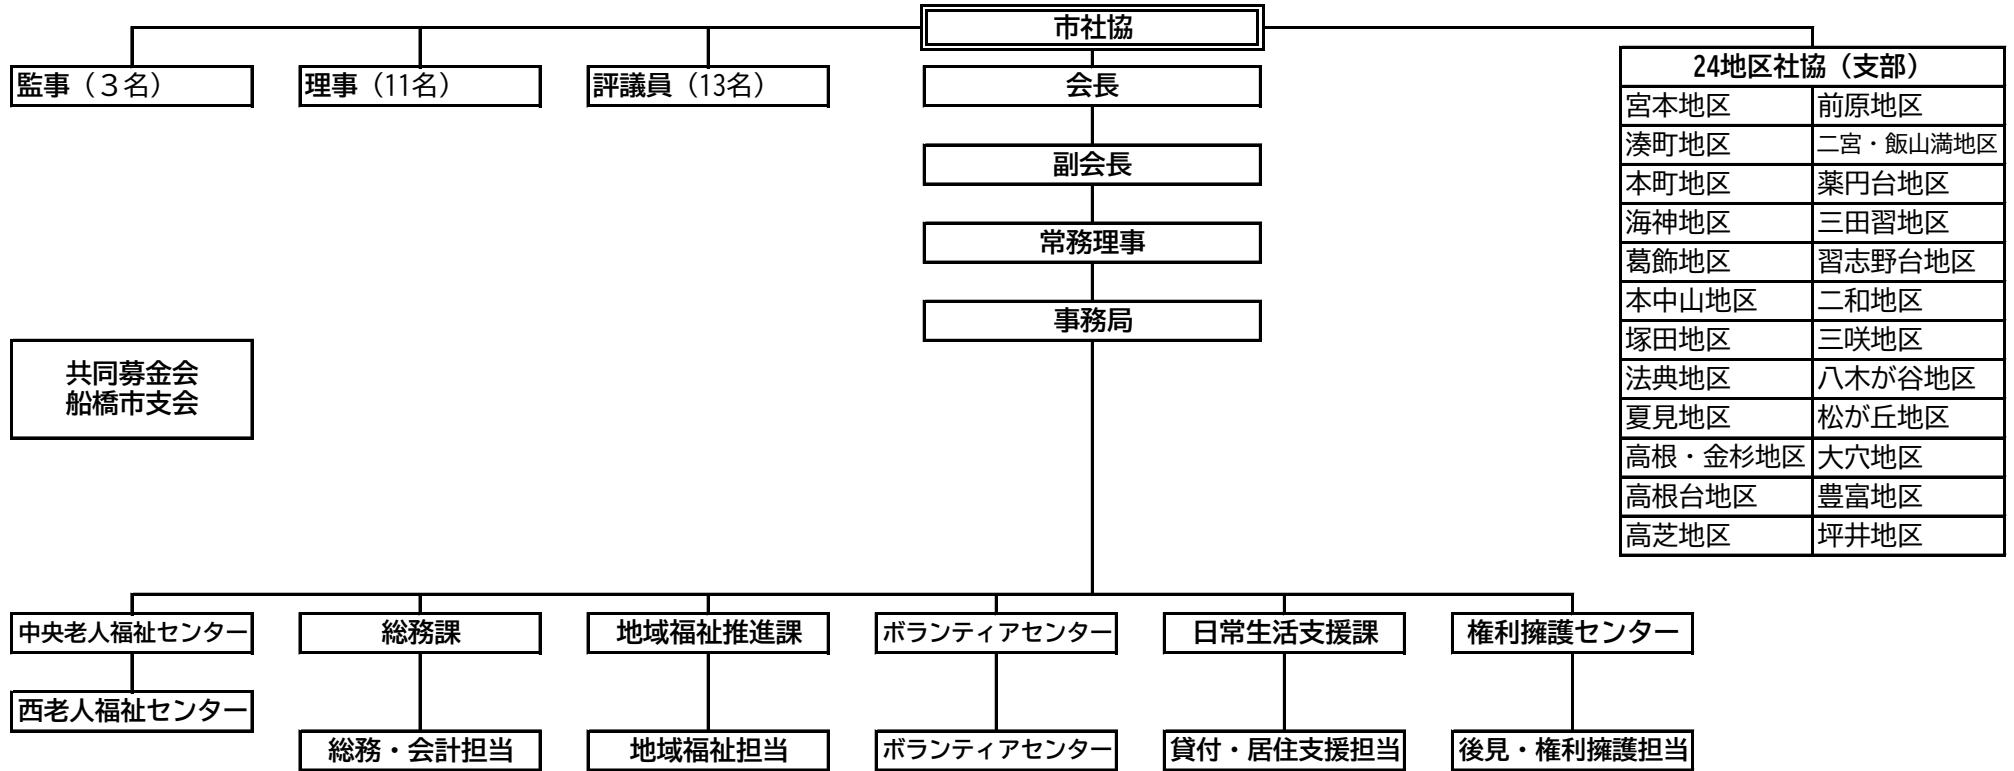 市社協
監事（３名）
理事（11名）
評議員（13名）
会長
副会長
常務理事
事務局
24地区社協（支部）
宮本地区 前原地区
湊町地区 二宮・飯山満地区
本町地区 薬円台地区
海神地区 三田習地区
葛飾地区 習志野台地区
本中山地区 二和地区
塚田地区 三咲地区
法典地区 八木が谷地区
夏見地区 松が丘地区
高根・金杉地区 大穴地区
高根台地区 豊富地区
高芝地区 坪井地区
共同募金会
船橋市支会
中央老人福祉センター
総務課
地域福祉推進課
ボランティアセンター
日常生活支援課
権利擁護センター
西老人福祉センター
総務・会計担当
地域福祉担当
ボランティアセンター
貸付・居住支援担当
後見・権利擁護担当